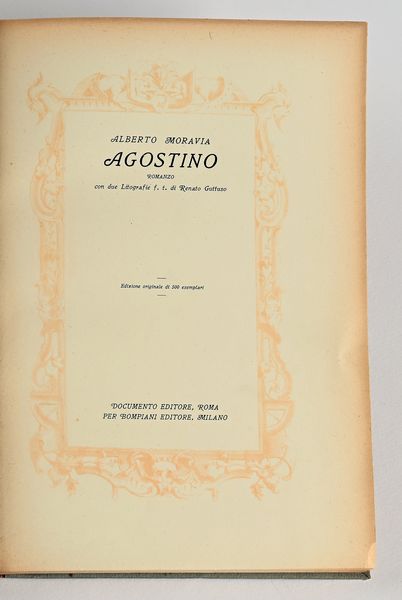 ALBERTO MORAVIA
AGOSTINO
ROMANZO
con due Litografie f. t. di Renato Guttuso
Edizione originale di 500 esemplari
DOCUMENTO EDITORE, ROMA
PER BOMPIANI EDITORE, MILANO